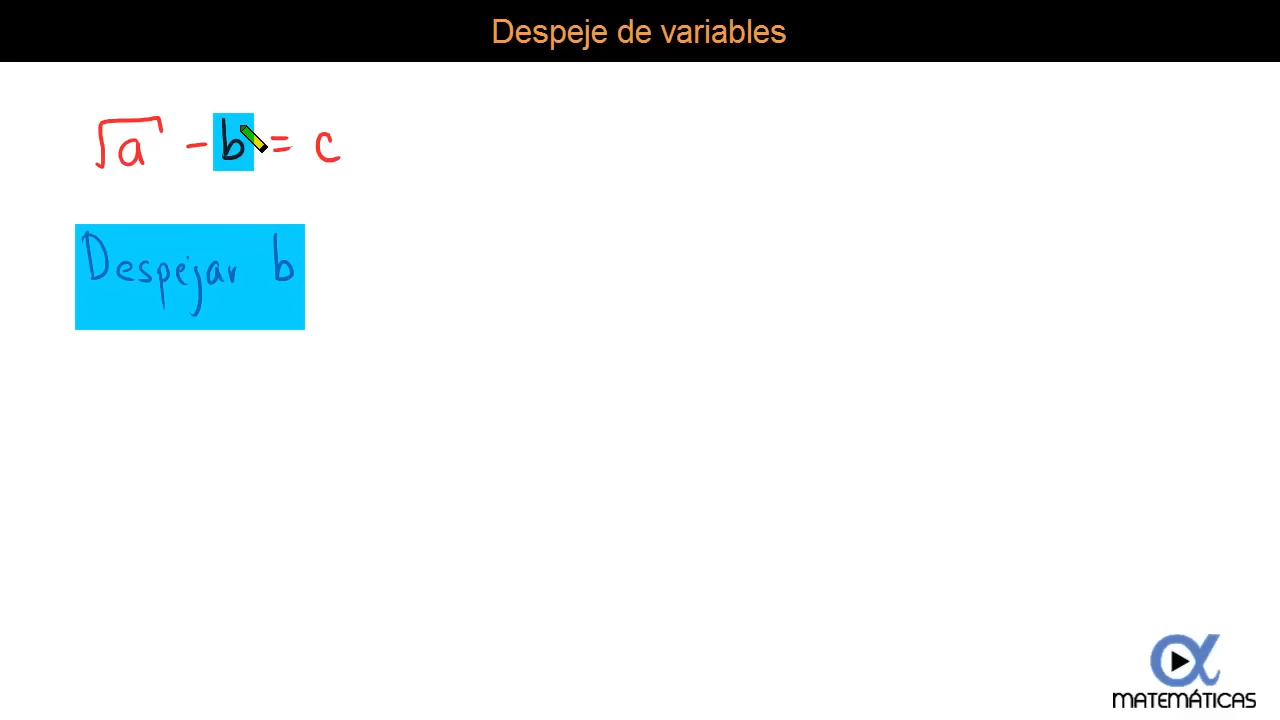 Despeje de variables
√a - b = c
Despejar b
MATEMÁTICAS